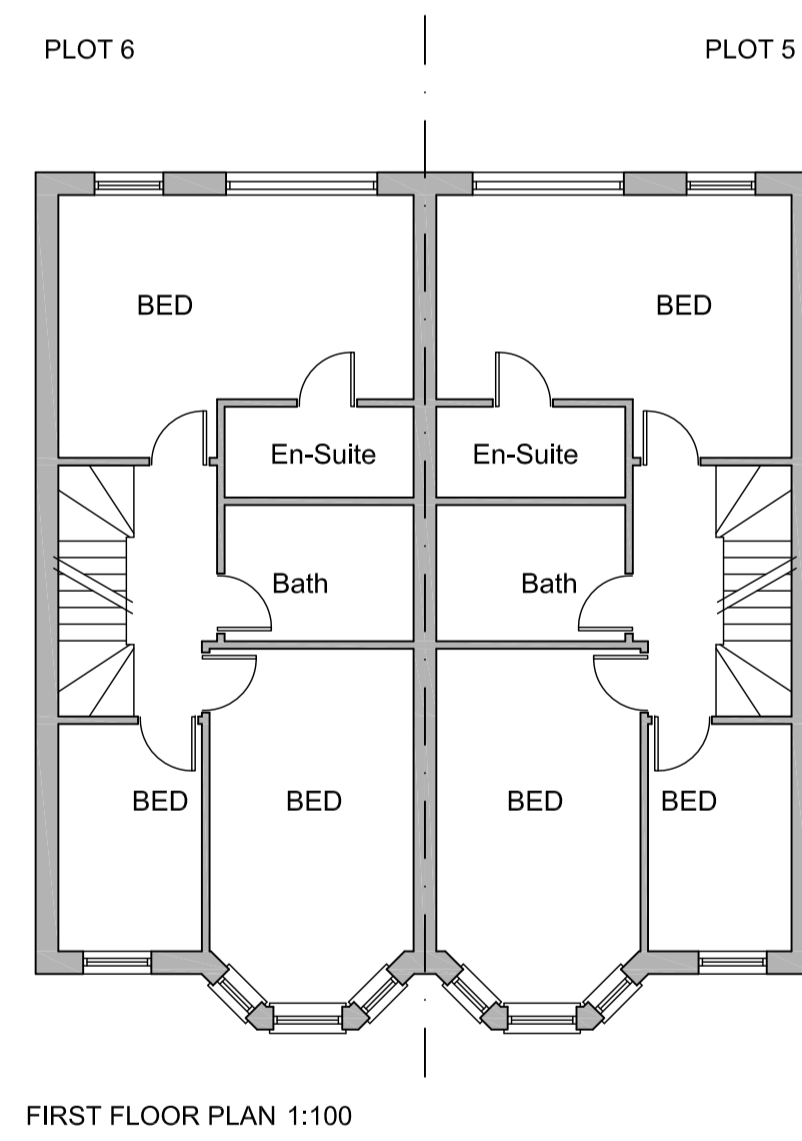 PLOT 6
PLOT 5
BED
BED
En-Suite
En-Suite
Bath
Bath
BED
BED
BED
BED
FIRST FLOOR PLAN 1:100